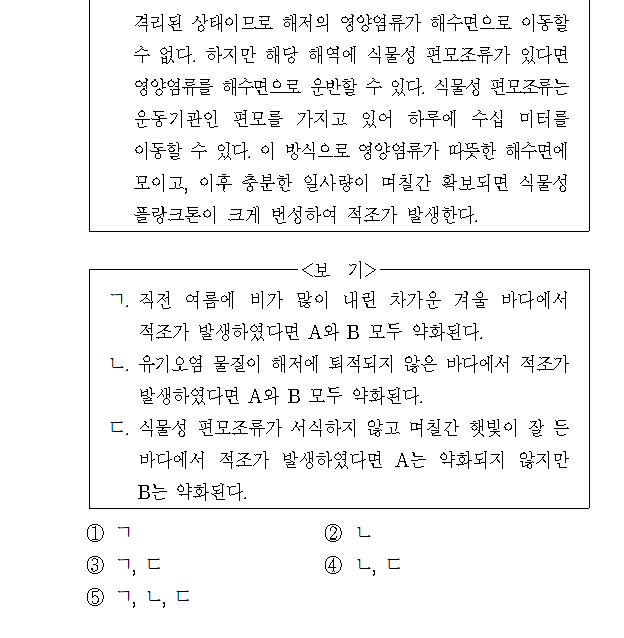 격리된 상태이므로 해저의 영양염류가 해수면으로 이동할
수 없다. 하지만 해당 해역에 식물성 편모조류가 있다면
영양염류를 해수면으로 운반할 수 있다. 식물성 편모조류는
운동기관인 편모를 가지고 있어 하루에 수십 미터를
이동할 수 있다. 이 방식으로 영양염류가 따뜻한 해수면에
모이고, 이후 충분한 일사량이 며칠간 확보되면 식물성
플랑크톤이 크게 번성하여 적조가 발생한다.
<보 기>
ㄱ. 직전 여름에 비가 많이 내린 차가운 겨울 바다에서
적조가 발생하였다면 A와 B 모두 약화된다.
ㄴ. 유기오염 물질이 해저에 퇴적되지 않은 바다에서 적조가
발생하였다면 A와 B 모두 약화된다.
ㄷ. 식물성 편모조류가 서식하지 않고 며칠간 햇빛이 잘 든
바다에서 적조가 발생하였다면 A는 약화되지 않지만
B는 약화된다.
① ㄱ ② ㄴ
③ ㄱ, ㄷ ④ ㄴ, ㄷ
⑤ ㄱ, ㄴ, ㄷ